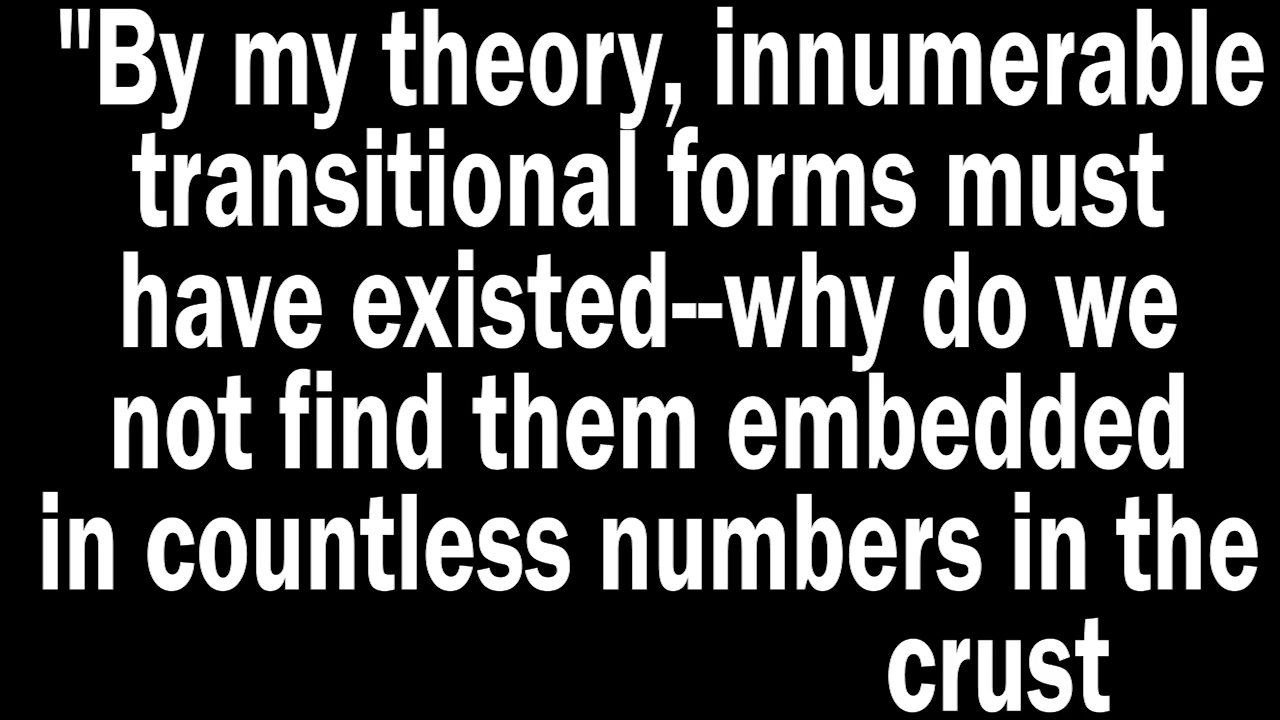 "By my theory, innumerable
transitional forms must
have existed--why do we
not find them embedded
in countless numbers in the
crust